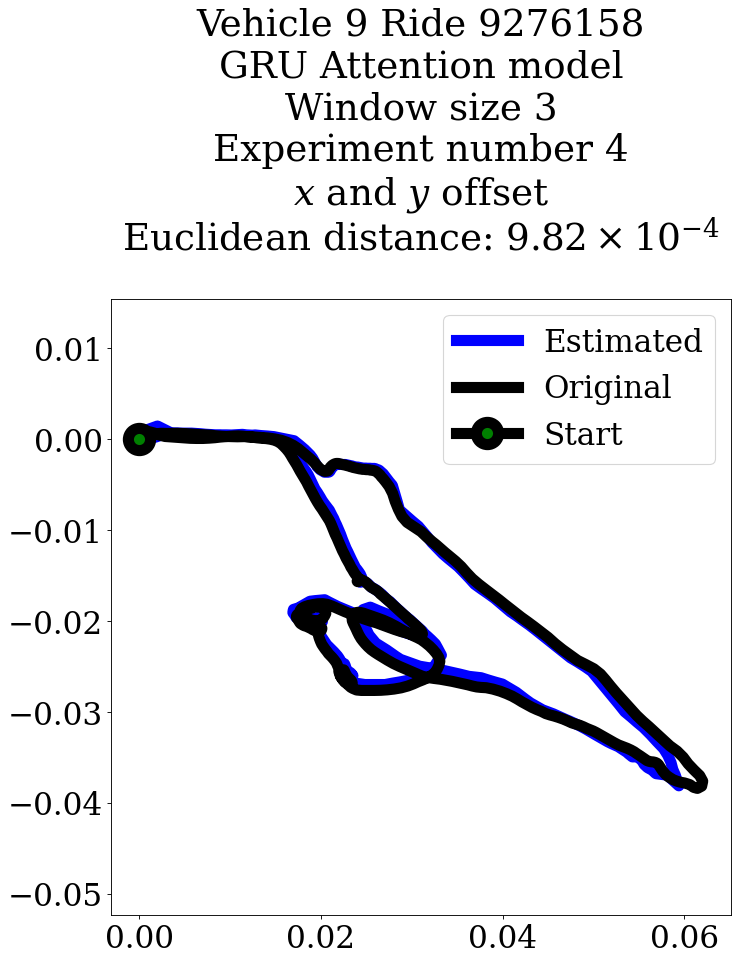 Vehicle 9 Ride 9276158
GRU Attention model
Window size 3
Experiment number 4
x and y offset
Euclidean distance: 9.82 × 10⁻⁴
Estimated
Original
Start
0.01
0.00
−0.01
−0.02
−0.03
−0.04
−0.05
0.00 0.02 0.04 0.06